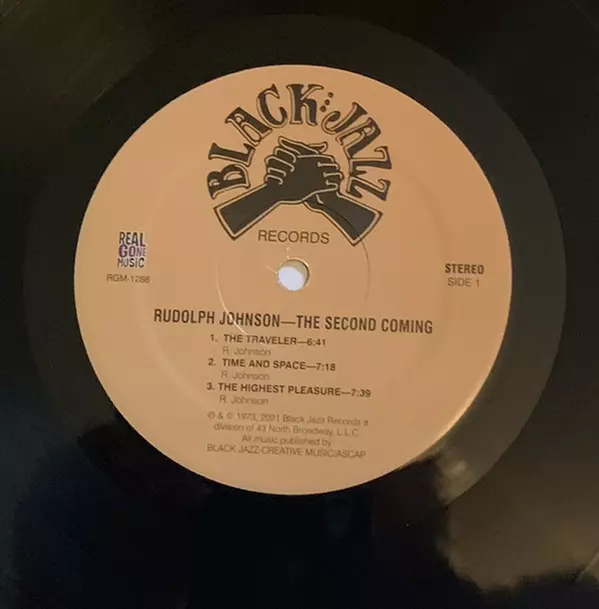 BLACK JAZZ
RECORDS
REAL
GONE
MUSIC
RGM-1286
STEREO
SIDE 1
RUDOLPH JOHNSON—THE SECOND COMING
1. THE TRAVELER—6:41
R. Johnson
2. TIME AND SPACE—7:18
R. Johnson
3. THE HIGHEST PLEASURE—7:39
R. Johnson
℗ & © 1973, 2021 Black Jazz Records a
division of 43 North Broadway, L.L.C.
All music published by
BLACK JAZZ-CREATIVE MUSIC/ASCAP